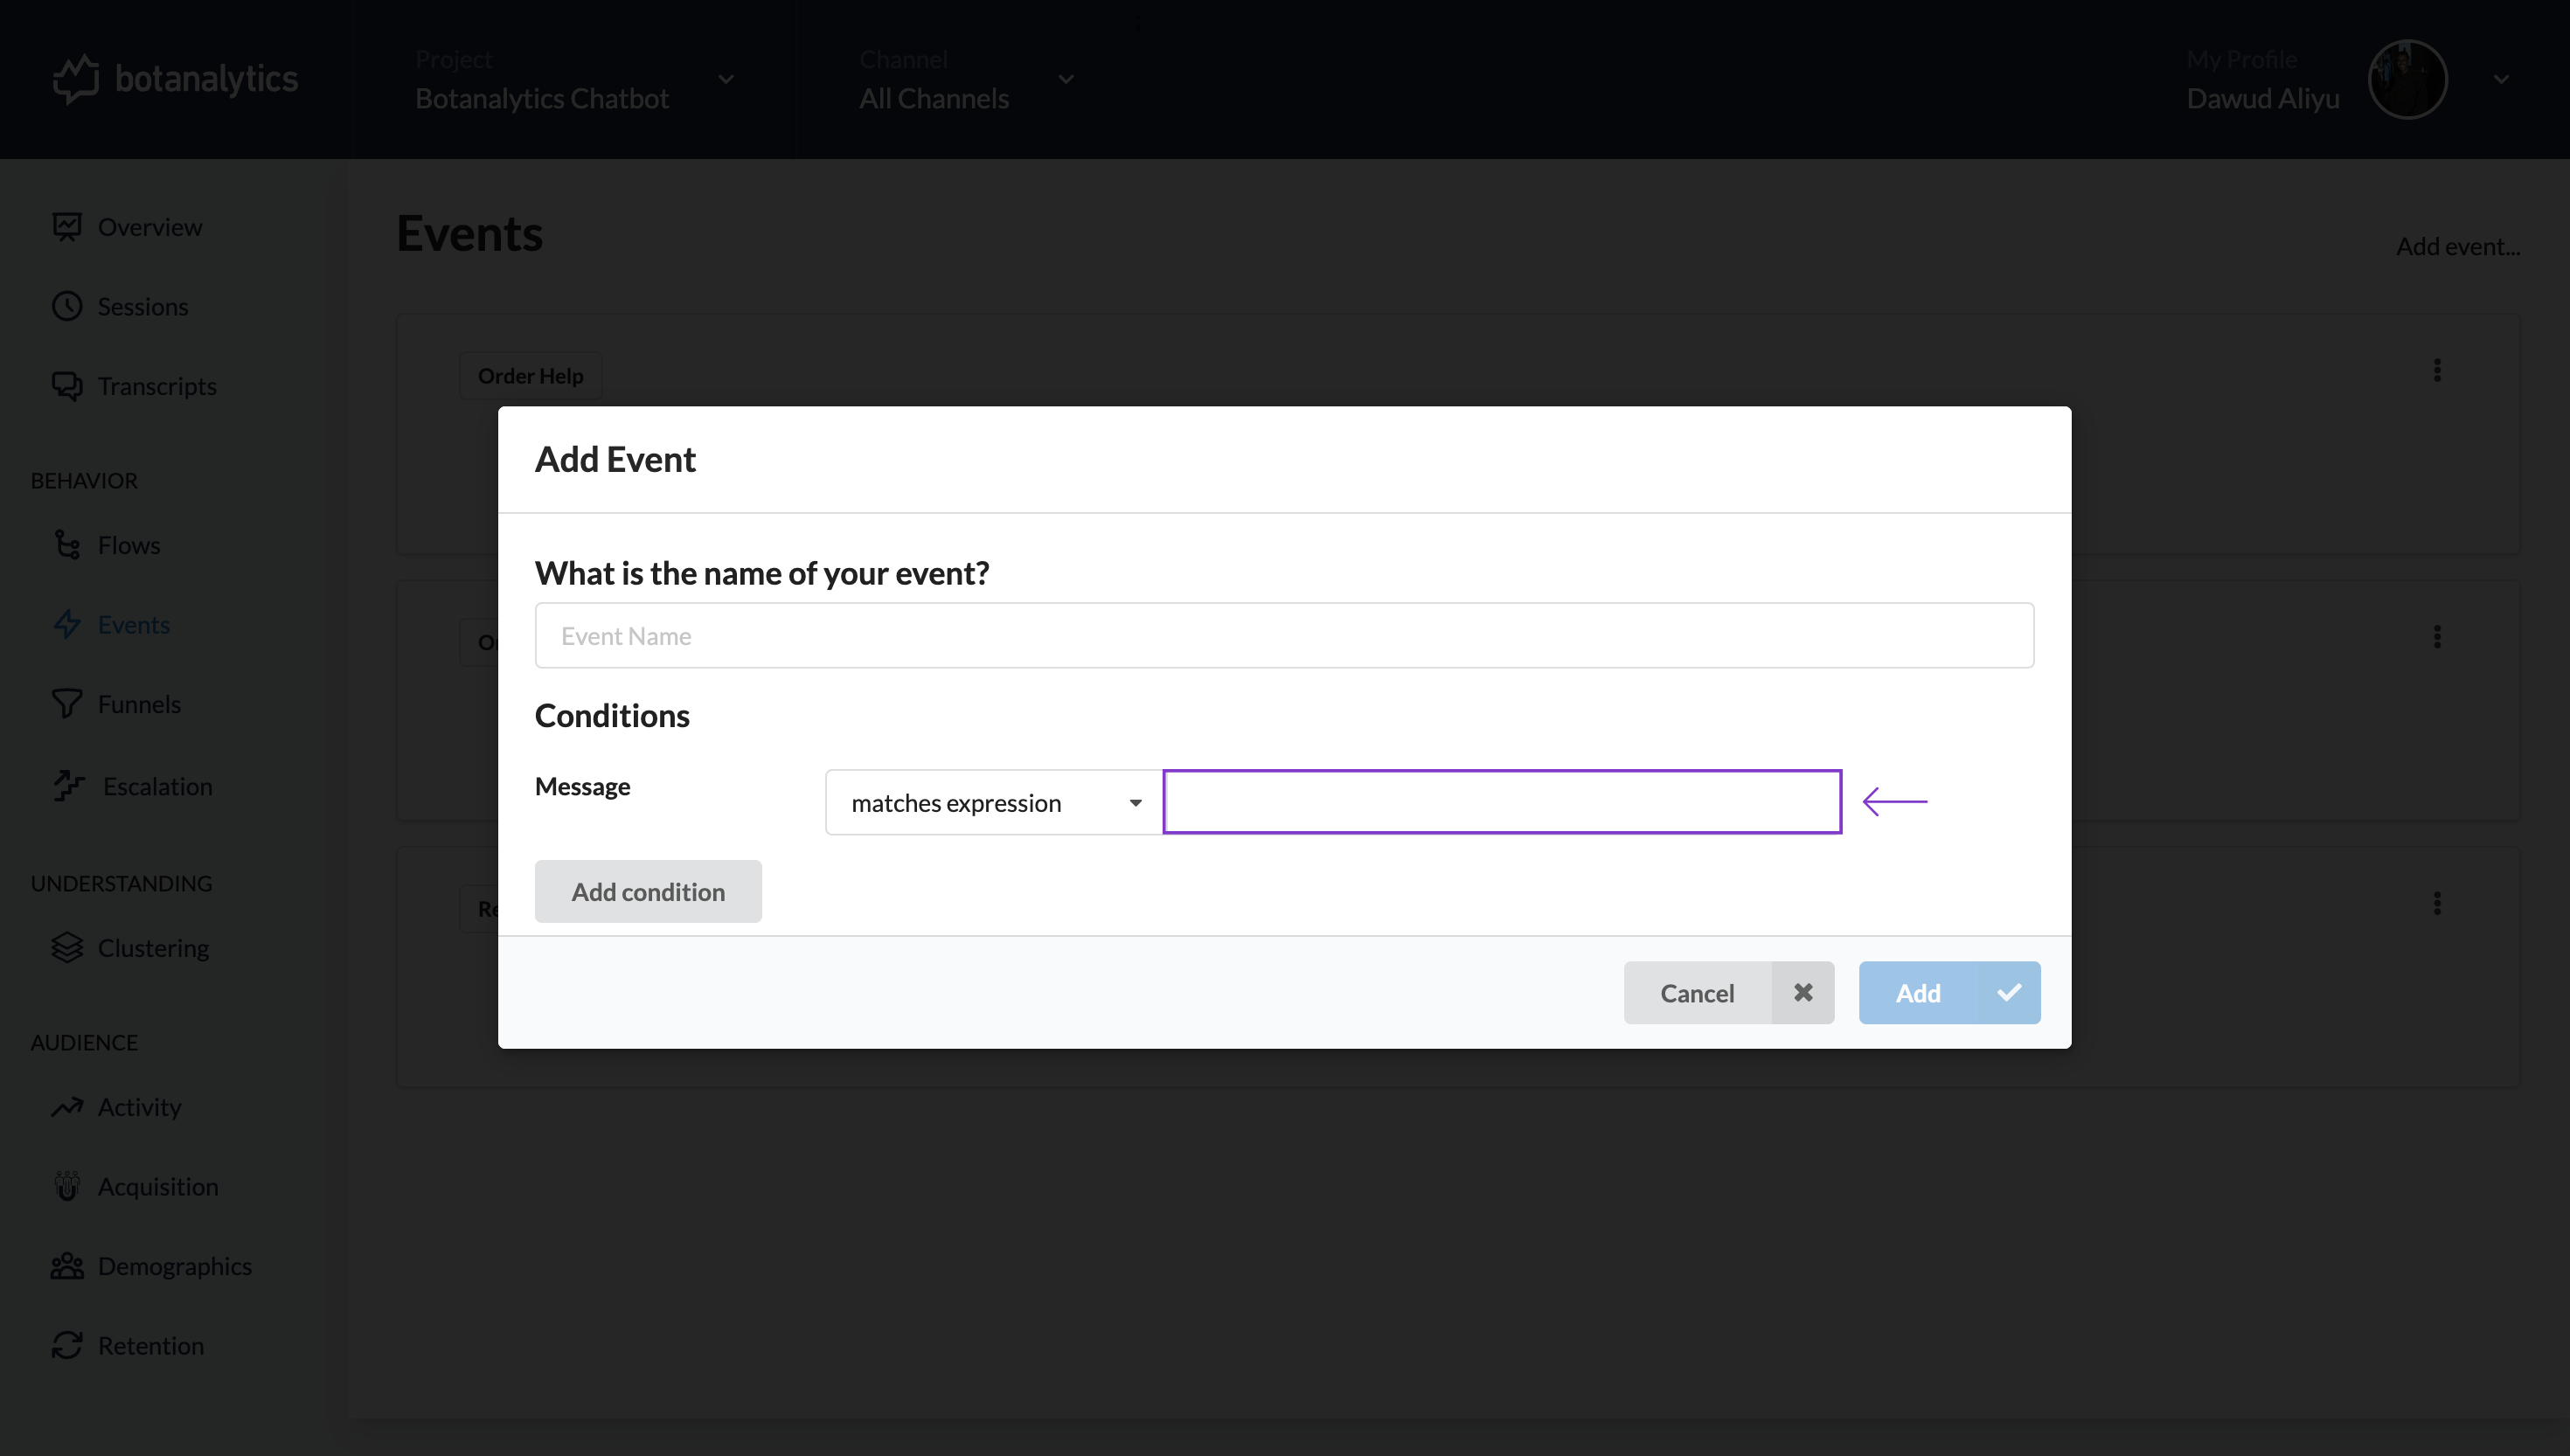 botanalytics
Project
Botanalytics Chatbot
Channel
All Channels
My Profile
Dawud Aliyu
Overview
Sessions
Transcripts
BEHAVIOR
Flows
Events
Funnels
Escalation
UNDERSTANDING
Clustering
AUDIENCE
Activity
Acquisition
Demographics
Retention
Events
Add event...
Order Help
Add Event
What is the name of your event?
Event Name
Conditions
Message
matches expression
Add condition
Cancel
Add